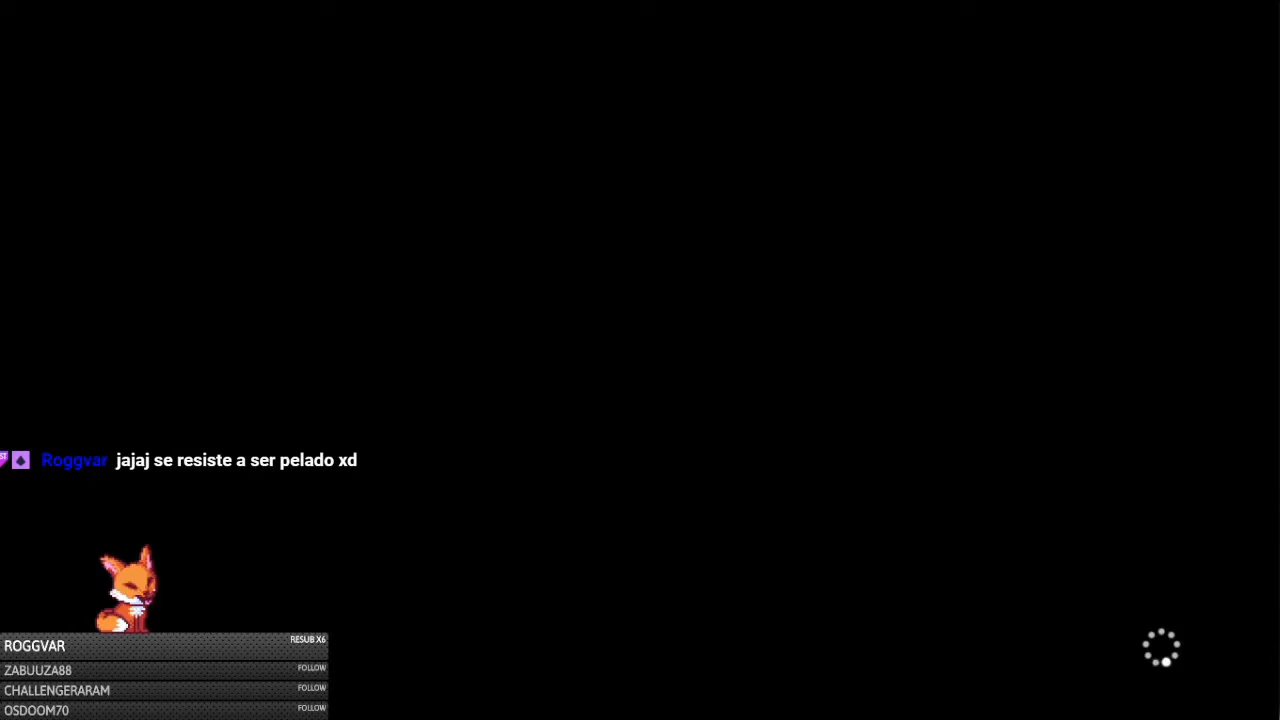 Roggvar jajaj se resiste a ser pelado xd
ROGGVAR RESUB X6
ZABUUZA88 FOLLOW
CHALLENGERARAM FOLLOW
OSDOOM70 FOLLOW